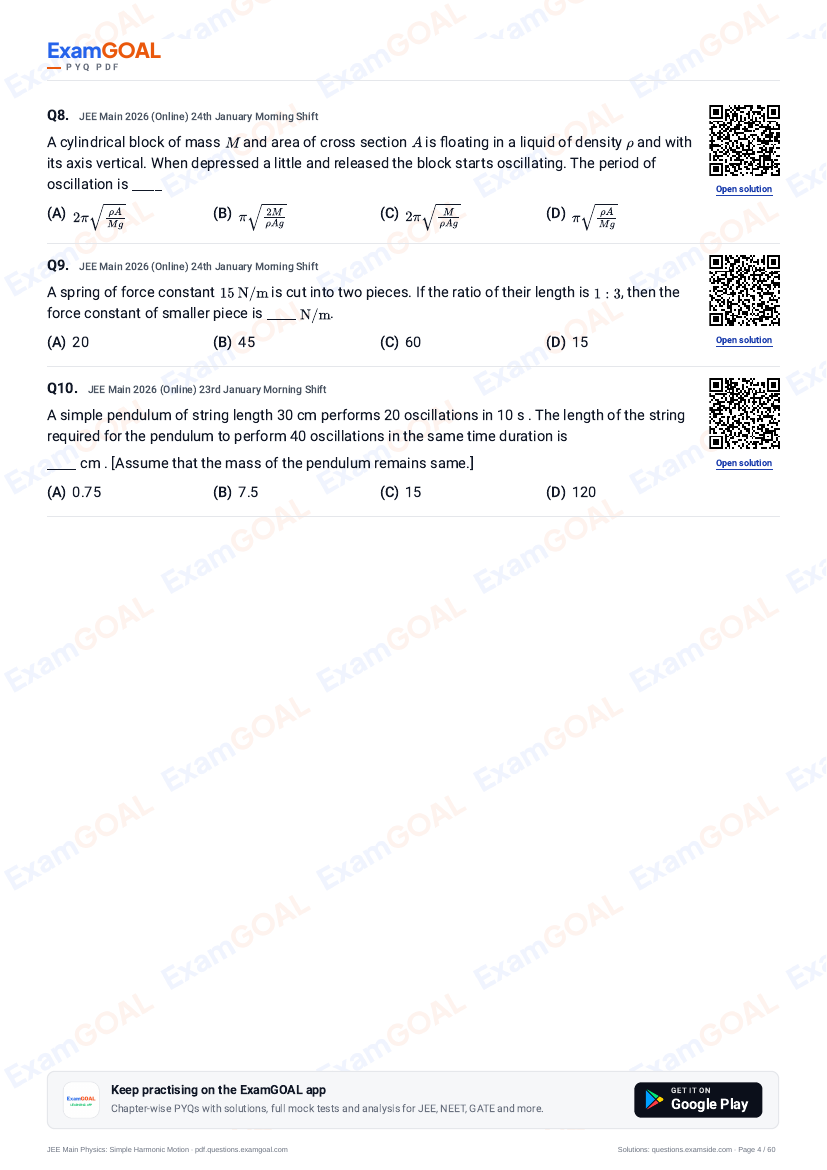 ExamGOAL
PYQ PDF
Q8. JEE Main 2026 (Online) 24th January Morning Shift
A cylindrical block of mass M and area of cross section A is floating in a liquid of density ρ and with
its axis vertical. When depressed a little and released the block starts oscillating. The period of
oscillation is ____
Open solution
(A) 2π√(ρA/Mg) (B) π√(2M/ρAg) (C) 2π√(M/ρAg) (D) π√(ρA/Mg)
Q9. JEE Main 2026 (Online) 24th January Morning Shift
A spring of force constant 15 N/m is cut into two pieces. If the ratio of their length is 1 : 3, then the
force constant of smaller piece is ____ N/m.
(A) 20 (B) 45 (C) 60 (D) 15
Open solution
Q10. JEE Main 2026 (Online) 23rd January Morning Shift
A simple pendulum of string length 30 cm performs 20 oscillations in 10 s . The length of the string
required for the pendulum to perform 40 oscillations in the same time duration is
____ cm . [Assume that the mass of the pendulum remains same.]
Open solution
(A) 0.75 (B) 7.5 (C) 15 (D) 120
Keep practising on the ExamGOAL app
Chapter-wise PYQs with solutions, full mock tests and analysis for JEE, NEET, GATE and more.
GET IT ON
Google Play
JEE Main Physics: Simple Harmonic Motion · pdf.questions.examgoal.com
Solutions: questions.examside.com · Page 4 / 60